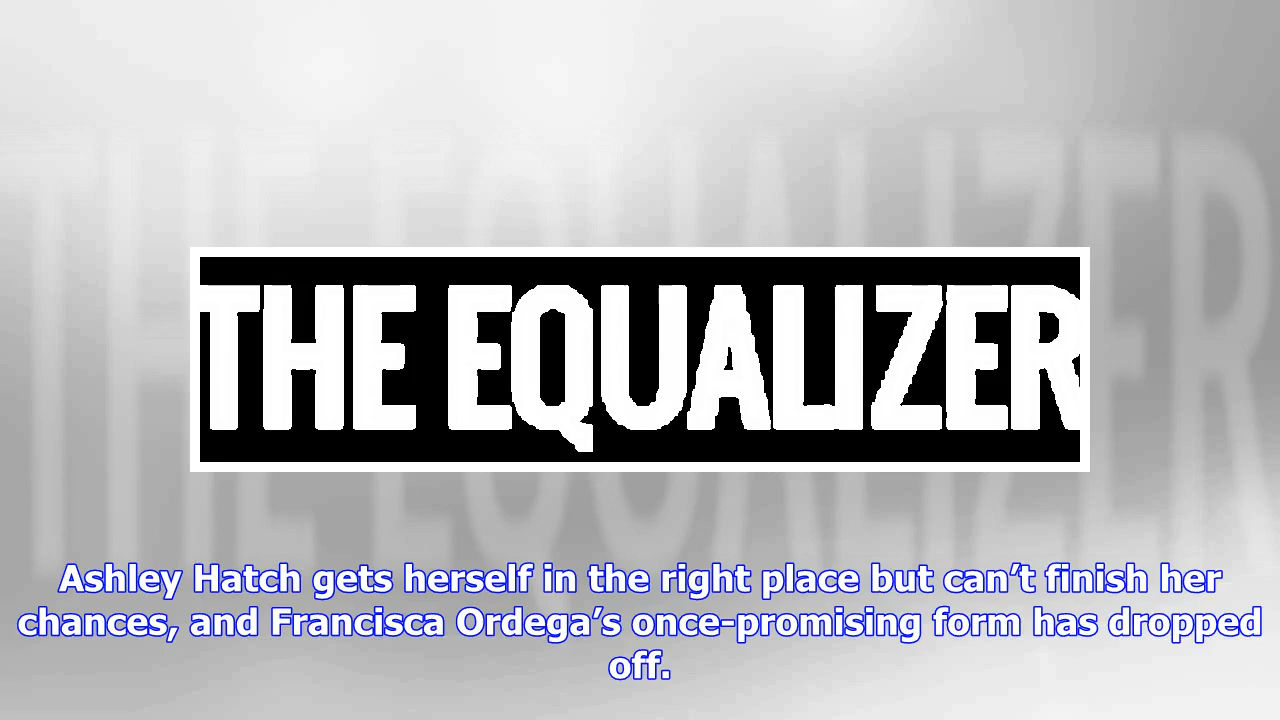 THE EQUALIZER
Ashley Hatch gets herself in the right place but can’t finish her
chances, and Francisca Ordega’s once-promising form has dropped
off.